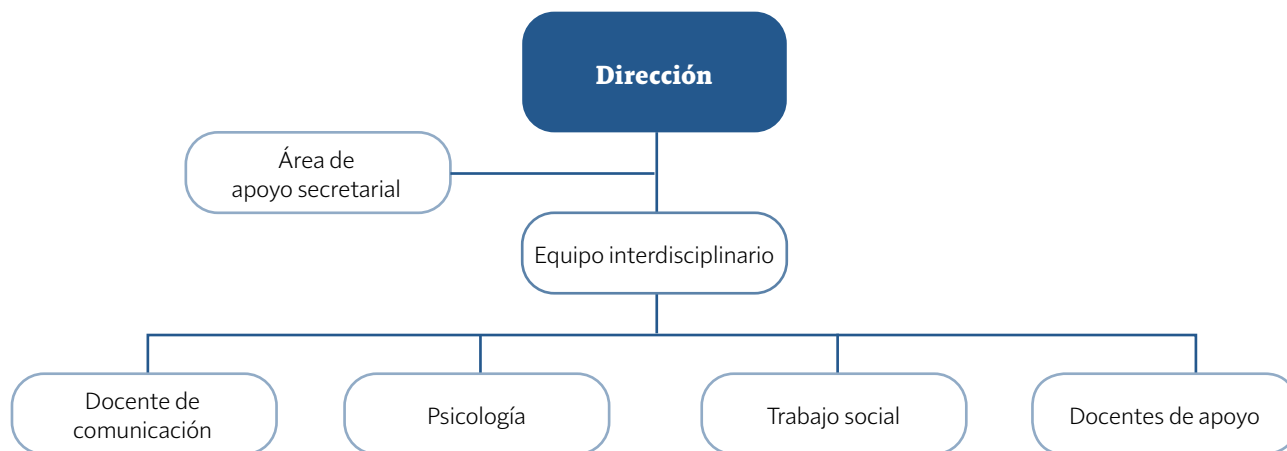 Dirección
Área de
apoyo secretarial
Equipo interdisciplinario
Docente de
comunicación
Psicología
Trabajo social
Docentes de apoyo